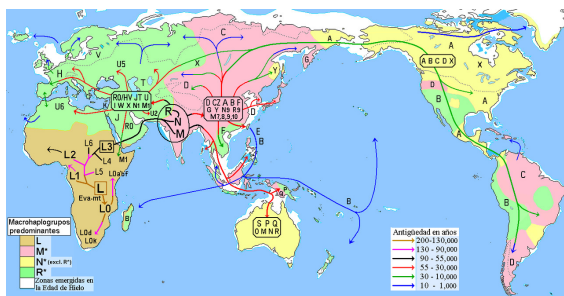 C
A
A
V
U5
X
H
T
D
Y
G
A B C D X
A
X
R0/HV JT U
I W X N1 M1
D CZ A B F
G Y N9 R9
M7,8,9,10
D
U6
J
U2
R
N
M
R0
D
B
A
A
F
E
B
L6
L3
L2
I
L4
M1
L5
L1
L0a'b'f
A
B
C
Eva-mt
L
L0
Q
P
B
B
S P Q
O M N R
B
L0d
L0k
D
Macrohaplogrupos
predominantes
L
M*
N* (excl. R*)
R*
Zonas emergidas en
la Edad de Hielo
Antigüedad en años
200-130,000
130 - 90,000
90 - 55,000
55 - 30,000
30 - 10,000
10 - 1,000